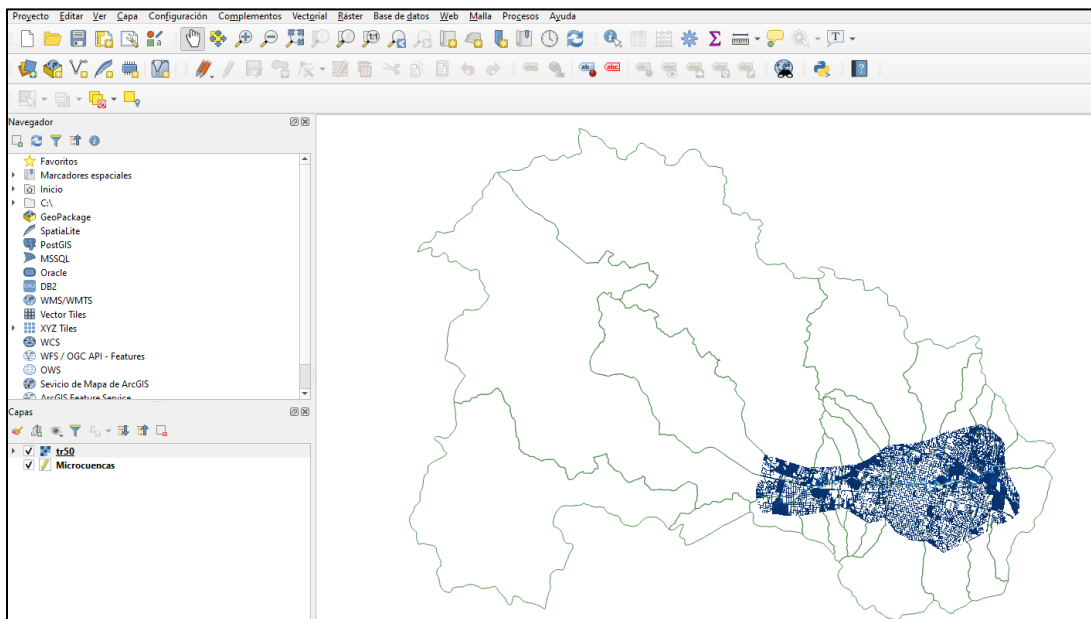 Proyecto Editar Ver Capa Configuración Complementos Vectorial Ráster Base de datos Web Malla Procesos Ayuda
Navegador
Favoritos
Marcadores espaciales
Inicio
C:\
GeoPackage
SpatiaLite
PostGIS
MSSQL
Oracle
DB2
WMS/WMTS
Vector Tiles
XYZ Tiles
WCS
WFS / OGC API - Features
OWS
Sevicio de Mapa de ArcGIS
ArcGIS Feature Service
Capas
tr50
Microcuencas